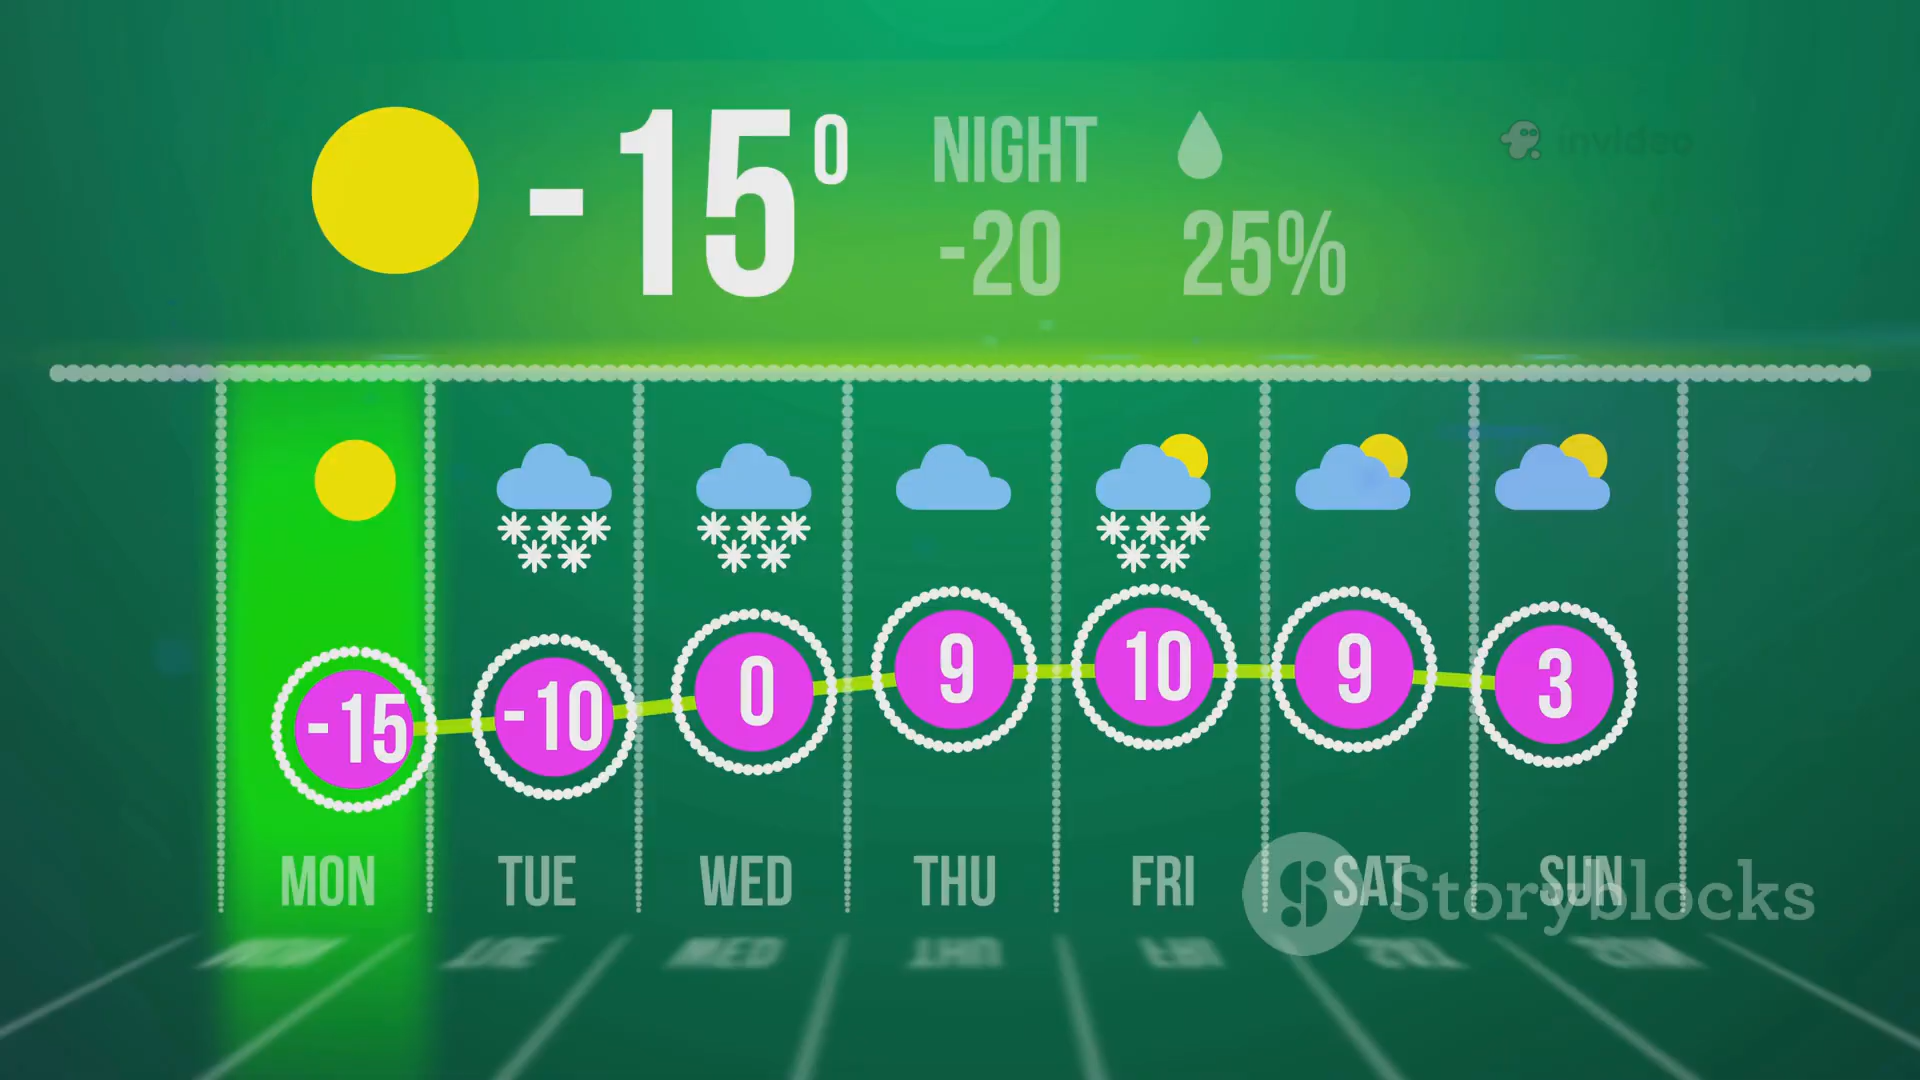 -15°
NIGHT
-20
25%
invideo
-15 -10 0 9 10 9 3
MON TUE WED THU FRI SAT SUN
Storyblocks